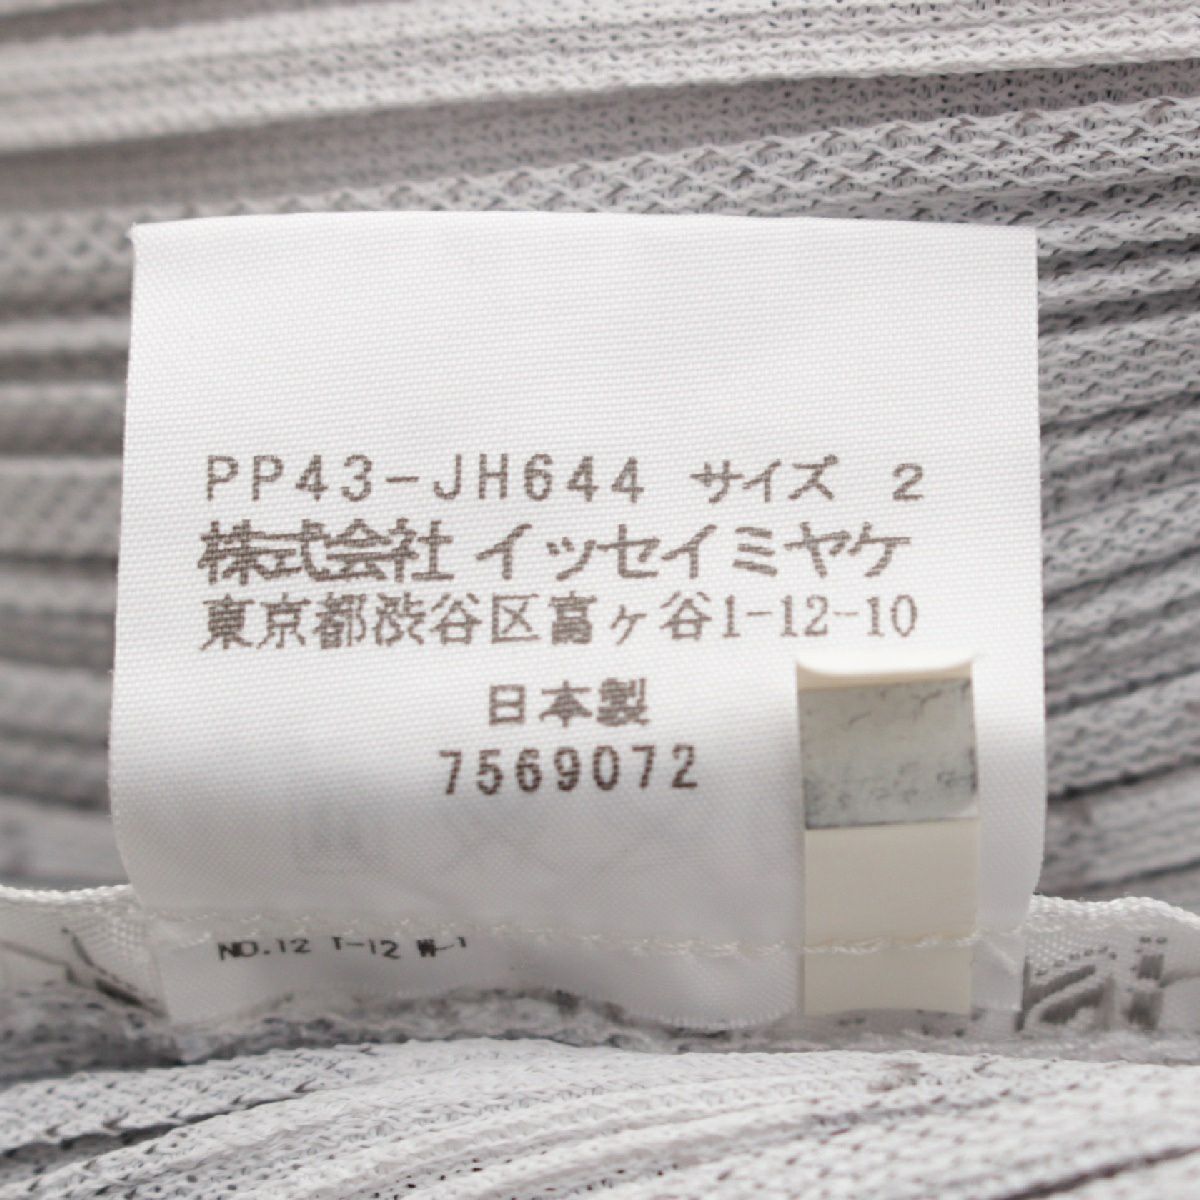 PP43-JH644 サイズ 2
株式会社 イッセイミヤケ
東京都渋谷区富ヶ谷1-12-10
日本製
7569072
NO.12 T-12 W-1